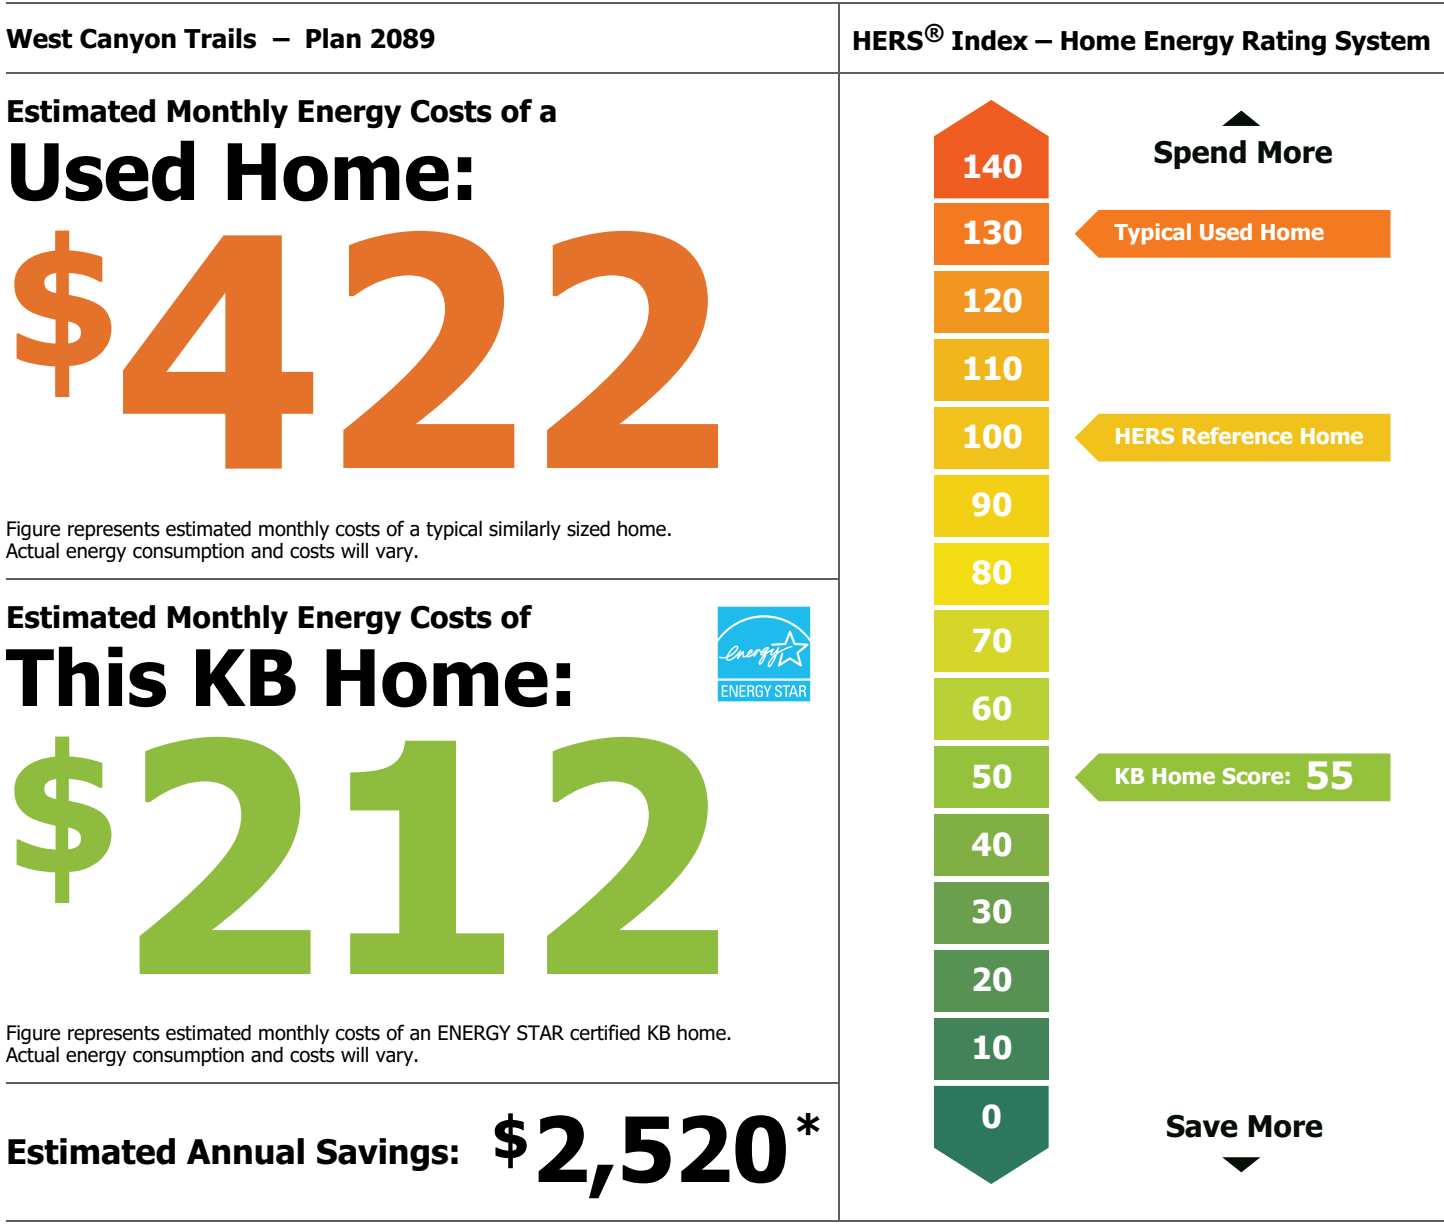 West Canyon Trails – Plan 2089
Estimated Monthly Energy Costs of a
Used Home:
$422
Figure represents estimated monthly costs of a typical similarly sized home.
Actual energy consumption and costs will vary.
Estimated Monthly Energy Costs of
This KB Home:
energy
ENERGY STAR
$212
Figure represents estimated monthly costs of an ENERGY STAR certified KB home.
Actual energy consumption and costs will vary.
Estimated Annual Savings: $2,520*
HERS® Index – Home Energy Rating System
Spend More
140
130 Typical Used Home
120
110
100 HERS Reference Home
90
80
70
60
50 KB Home Score: 55
40
30
20
10
0
Save More